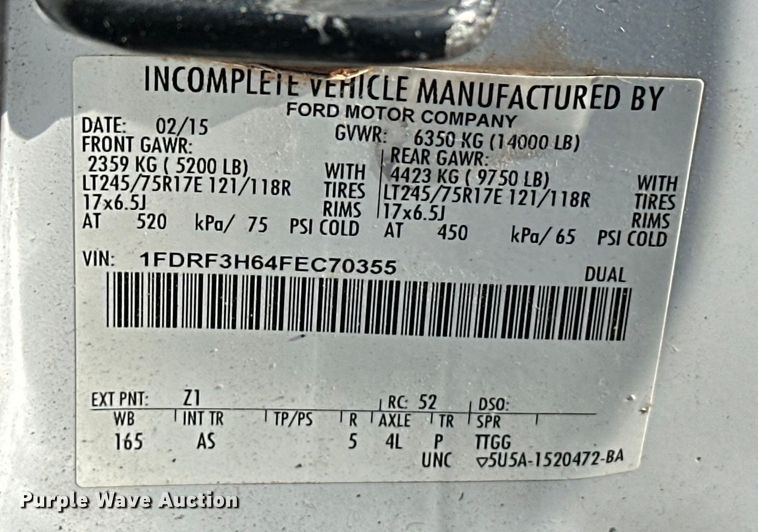 INCOMPLETE VEHICLE MANUFACTURED BY
FORD MOTOR COMPANY
DATE: 02/15 GVWR: 6350 KG (14000 LB)
FRONT GAWR: REAR GAWR:
2359 KG ( 5200 LB) WITH 4423 KG ( 9750 LB) WITH
LT245/75R17E 121/118R TIRES LT245/75R17E 121/118R TIRES
17x6.5J RIMS 17x6.5J RIMS
AT 520 kPa/ 75 PSI COLD AT 450 kPa/ 65 PSI COLD
VIN: 1FDRF3H64FEC70355 DUAL
EXT PNT: Z1 RC: 52 DSO:
WB INT TR TP/PS R AXLE TR SPR
165 AS 5 4L P TTGG
UNC ▽5U5A-1520472-BA
Purple Wave Auction